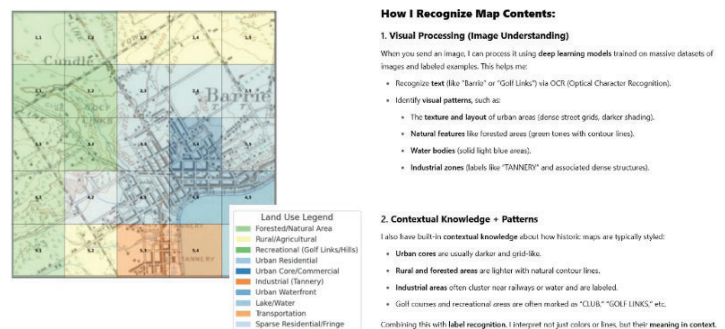 Cundle
GOLF
LINKS
Barrie
TANNERY
Land Use Legend
Forested/Natural Area
Rural/Agricultural
Recreational (Golf Links/Hills)
Urban Residential
Urban Core/Commercial
Industrial (Tannery)
Urban Waterfront
Lake/Water
Transportation
Sparse Residential/Fringe
How I Recognize Map Contents:
1. Visual Processing (Image Understanding)
When you send an image, I can process it using deep learning models trained on massive datasets of
images and labeled examples. This helps me:
• Recognize text (like "Barrie" or "Golf Links") via OCR (Optical Character Recognition).
• Identify visual patterns, such as:
• The texture and layout of urban areas (dense street grids, darker shading).
• Natural features like forested areas (green tones with contour lines).
• Water bodies (solid light blue areas).
• Industrial zones (labels like "TANNERY" and associated dense structures).
2. Contextual Knowledge + Patterns
I also have built-in contextual knowledge about how historic maps are typically styled:
• Urban cores are usually darker and grid-like.
• Rural and forested areas are lighter with natural contour lines.
• Industrial areas often cluster near railways or water and are labeled.
• Golf courses and recreational areas are often marked as "CLUB," "GOLF LINKS," etc.
Combining this with label recognition, I interpret not just colors or lines, but their meaning in context.